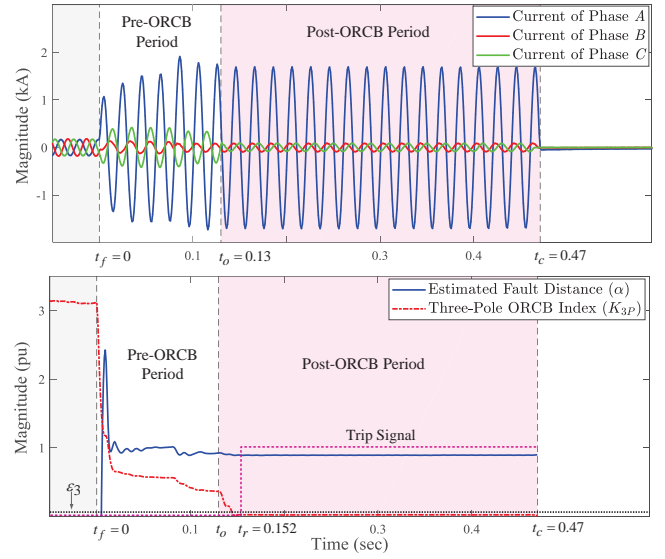 Magnitude (kA)
2
1
0
-1
Pre-ORCB
Period
Post-ORCB Period
Current of Phase A
Current of Phase B
Current of Phase C
t_f = 0
0.1
t_o = 0.13
0.3
0.4
t_c = 0.47
Magnitude (pu)
3
2
1
Pre-ORCB
Period
Post-ORCB Period
Estimated Fault Distance (α)
Three-Pole ORCB Index (K_{3P})
Trip Signal
ε_3
t_f = 0
0.1
t_o
t_r = 0.152
0.3
0.4
t_c = 0.47
Time (sec)